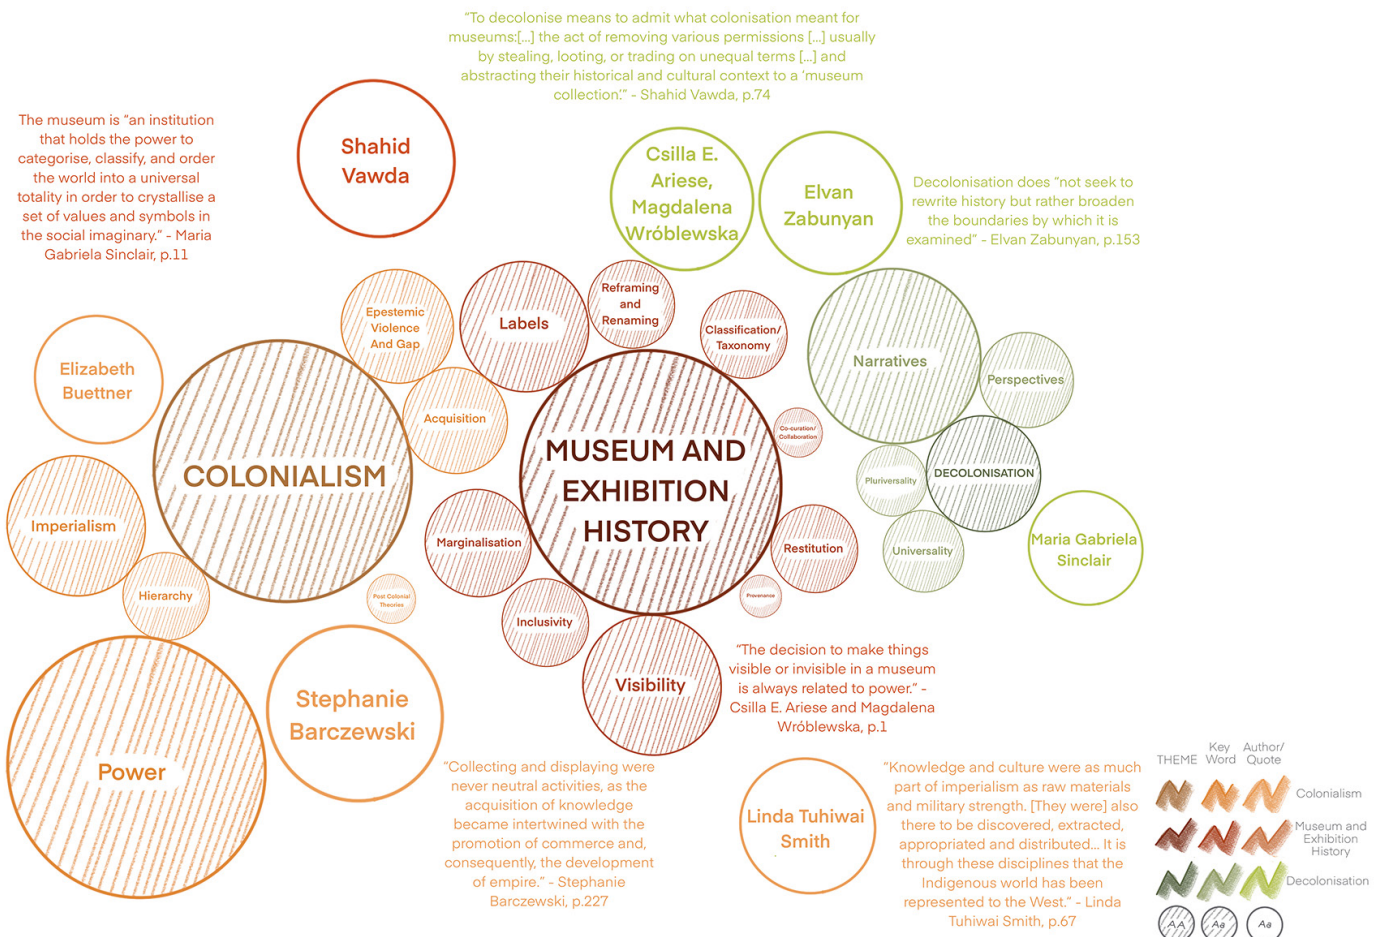 “To decolonise means to admit what colonisation meant for
museums:[...] the act of removing various permissions [...] usually
by stealing, looting, or trading on unequal terms [...] and
abstracting their historical and cultural context to a ‘museum
collection’.” - Shahid Vawda, p.74
The museum is “an institution
that holds the power to
categorise, classify, and order
the world into a universal
totality in order to crystallise a
set of values and symbols in
the social imaginary.” - Maria
Gabriela Sinclair, p.11
Shahid
Vawda
Csilla E.
Ariese,
Magdalena
Wróblewska
Elvan
Zabunyan
Decolonisation does “not seek to
rewrite history but rather broaden
the boundaries by which it is
examined” - Elvan Zabunyan, p.153
Epestemic
Violence
And Gap
Labels
Reframing
and
Renaming
Classification/
Taxonomy
Narratives
Perspectives
Elizabeth
Buettner
Acquisition
Co-curation/
Collaboration
COLONIALISM
MUSEUM AND
EXHIBITION
HISTORY
Pluriversality
DECOLONISATION
Imperialism
Marginalisation
Restitution
Universality
Maria Gabriela
Sinclair
Hierarchy
Post Colonial
Theories
Inclusivity
Provenance
Visibility
“The decision to make things
visible or invisible in a museum
is always related to power.” -
Csilla E. Ariese and Magdalena
Wróblewska, p.1
Stephanie
Barczewski
Power
“Collecting and displaying were
never neutral activities, as the
acquisition of knowledge
became intertwined with the
promotion of commerce and,
consequently, the development
of empire.” - Stephanie
Barczewski, p.227
Linda Tuhiwai
Smith
“Knowledge and culture were as much
part of imperialism as raw materials
and military strength. [They were] also
there to be discovered, extracted,
appropriated and distributed... It is
through these disciplines that the
Indigenous world has been
represented to the West.” - Linda
Tuhiwai Smith, p.67
THEME
Key
Word
Author/
Quote
Colonialism
Museum and
Exhibition
History
Decolonisation
AA
Aa
Aa